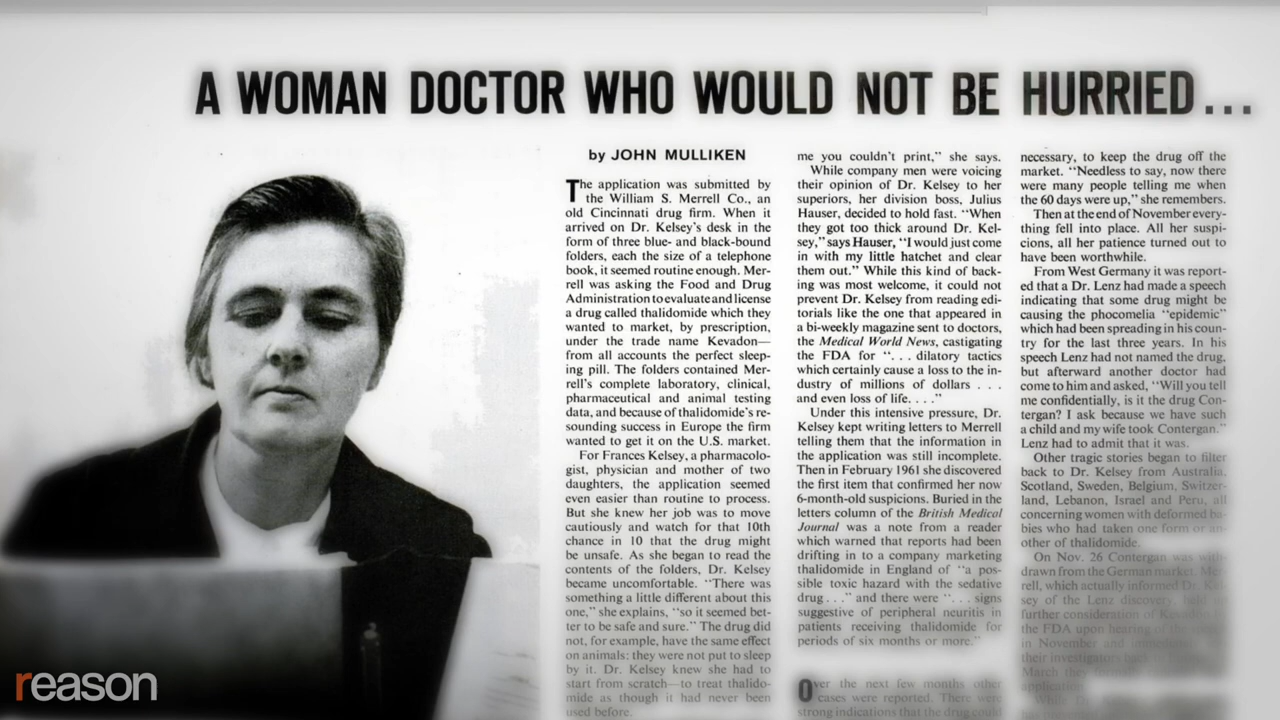 A WOMAN DOCTOR WHO WOULD NOT BE HURRIED...
by JOHN MULLIKEN
The application was submitted by
the William S. Merrell Co., an
old Cincinnati drug firm. When it
arrived on Dr. Kelsey's desk in the
form of three blue- and black-bound
folders, each the size of a telephone
book, it seemed routine enough. Mer-
rell was asking the Food and Drug
Administration to evaluate and license
a drug called thalidomide which they
wanted to market, by prescription,
under the trade name Kevadon—
from all accounts the perfect sleep-
ing pill. The folders contained Mer-
rell's complete laboratory, clinical,
pharmaceutical and animal testing
data, and because of thalidomide's re-
sounding success in Europe the firm
wanted to get it on the U.S. market.
For Frances Kelsey, a pharmacolo-
gist, physician and mother of two
daughters, the application seemed
even easier than routine to process.
But she knew her job was to move
cautiously and watch for that 10th
chance in 10 that the drug might
be unsafe. As she began to read the
contents of the folders, Dr. Kelsey
became uncomfortable. "There was
something a little different about this
one," she explains, "so it seemed bet-
ter to be safe and sure." The drug did
not, for example, have the same effect
on animals; they were not put to sleep
by it. Dr. Kelsey knew she had to
start from scratch—to treat thalido-
mide as though it had never been
used before.
me you couldn't print," she says.
While company men were voicing
their opinion of Dr. Kelsey to her
superiors, her division boss, Julius
Hauser, decided to hold fast. "When
they got too thick around Dr. Kel-
sey," says Hauser, "I would just come
in with my little hatchet and clear
them out." While this kind of back-
ing was most welcome, it could not
prevent Dr. Kelsey from reading edi-
torials like the one that appeared in
a bi-weekly magazine sent to doctors,
the Medical World News, castigating
the FDA for ". . . dilatory tactics
which certainly cause a loss to the in-
dustry of millions of dollars . . .
and even loss of life. . . ."
Under this intensive pressure, Dr.
Kelsey kept writing letters to Merrell
telling them that the information in
the application was still incomplete.
Then in February 1961 she discovered
the first item that confirmed her now
6-month-old suspicions. Buried in the
letters column of the British Medical
Journal was a note from a reader
which warned that reports had been
drifting in to a company marketing
thalidomide in England of "a pos-
sible toxic hazard with the sedative
drug . . ." and there were ". . . signs
suggestive of peripheral neuritis in
patients receiving thalidomide for
periods of six months or more."
Over the next few months other
cases were reported. There were
strong indications that the drug could
necessary, to keep the drug off the
market. "Needless to say, now there
were many people telling me when
the 60 days were up," she remembers.
Then at the end of November every-
thing fell into place. All her suspi-
cions, all her patience turned out to
have been worthwhile.
From West Germany it was report-
ed that a Dr. Lenz had made a speech
indicating that some drug might be
causing the phocomelia "epidemic"
which had been spreading in his coun-
try for the last three years. In his
speech Lenz had not named the drug,
but afterward another doctor had
come to him and asked, "Will you tell
me confidentially, is it the drug Con-
tergan? I ask because we have such
a child and my wife took Contergan."
Lenz had to admit that it was.
Other tragic stories began to filter
back to Dr. Kelsey from Australia,
Scotland, Sweden, Belgium, Switzer-
land, Lebanon, Israel and Peru, all
concerning women with deformed ba-
bies who had taken one form or an-
other of thalidomide.
On Nov. 26 Contergan was with-
drawn from the German market. Mer-
rell, which actually informed Dr. Kel-
sey of the Lenz discovery,
further consideration of
the FDA upon hearing of
in November and
their
March they
reason